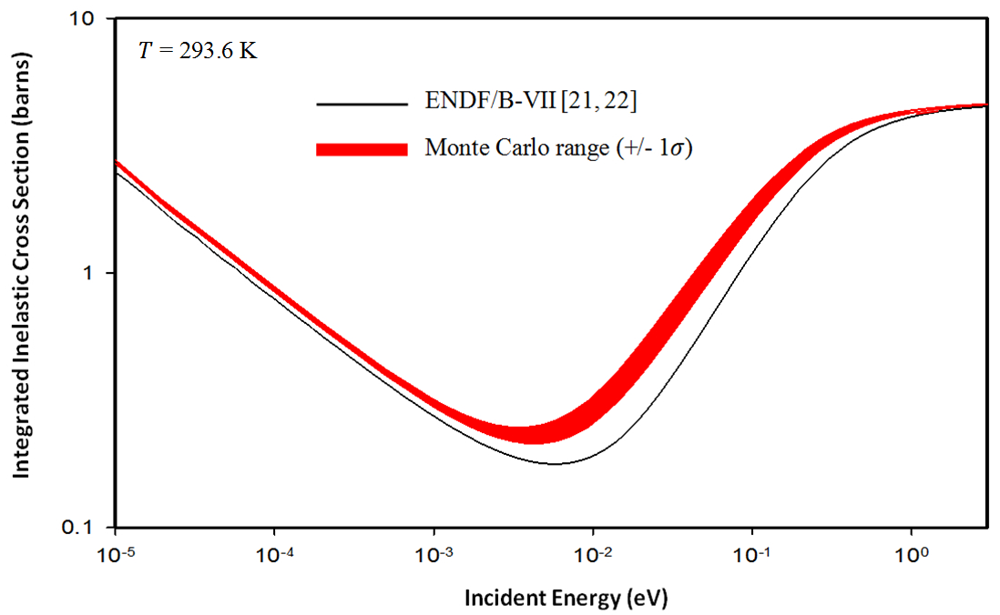 10
T = 293.6 K
ENDF/B-VII [21, 22]
Monte Carlo range (+/- 1σ)
Integrated Inelastic Cross Section (barns)
1
0.1
10⁻⁵ 10⁻⁴ 10⁻³ 10⁻² 10⁻¹ 10⁰
Incident Energy (eV)